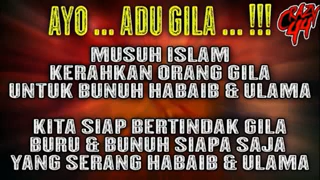 AYO ... ADU GILA ... !!!
MUSUH ISLAM
KERAHKAN ORANG GILA
UNTUK BUNUH HABAIB & ULAMA
KITA SIAP BERTINDAK GILA
BURU & BUNUH SIAPA SAJA
YANG SERANG HABAIB & ULAMA